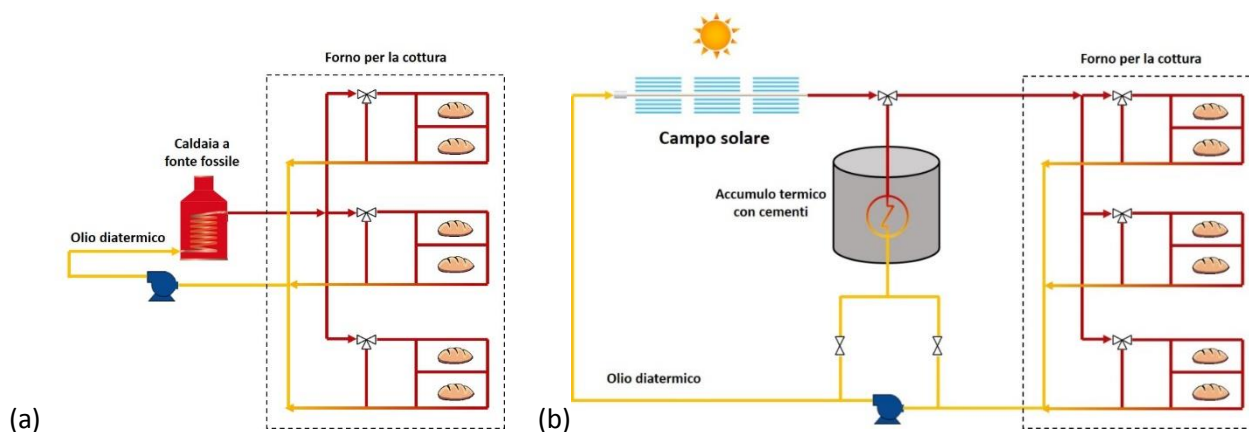 Forno per la cottura
Caldaia a
fonte fossile
Olio diatermico
(a)
Forno per la cottura
Campo solare
Accumulo termico
con cementi
Olio diatermico
(b)